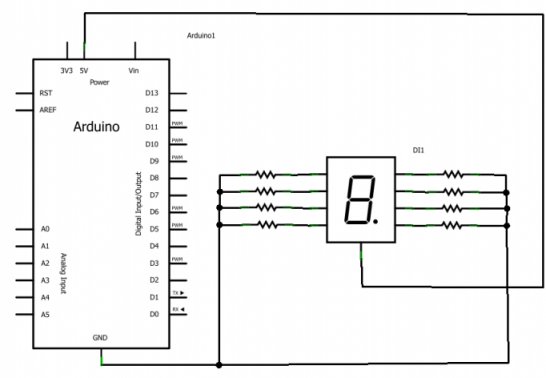 Arduino1
3V3 5V Vin
Power
RST
AREF
Arduino
D13
D12
PWM
D11
PWM
D10
PWM
D9
D8
D7
PWM
D6
PWM
D5
D4
PWM
D3
D2
TX ▶
D1
RX ◀
D0
Digital Input/Output
A0
A1
A2
A3
A4
A5
Analog Input
GND
DI1
8.